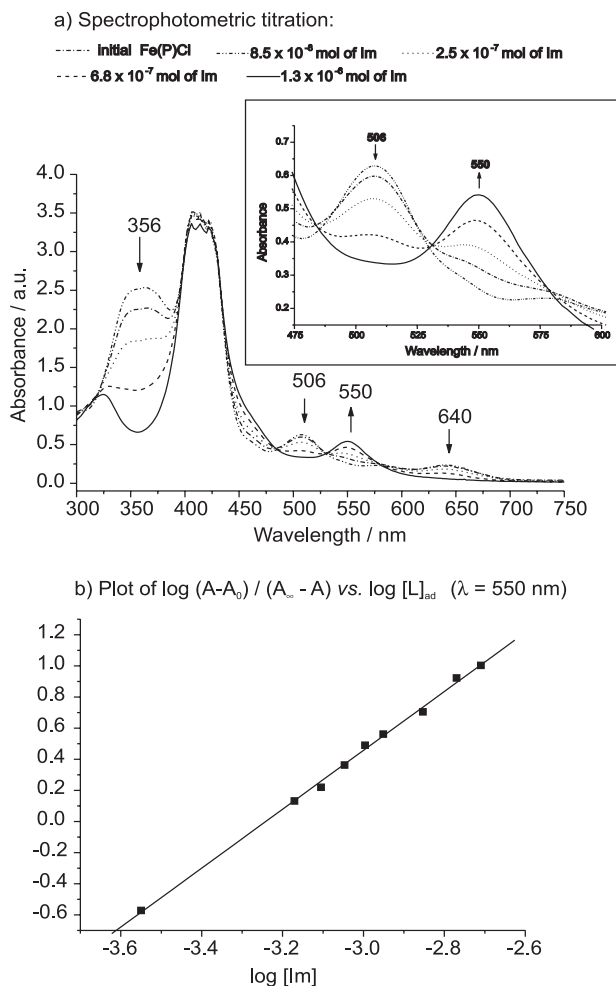 a) Spectrophotometric titration:
Initial Fe(P)Cl 8.5 x 10⁻⁸ mol of Im 2.5 x 10⁻⁷ mol of Im
6.8 x 10⁻⁷ mol of Im 1.3 x 10⁻⁶ mol of Im
0.7
0.6
0.5
0.4
0.3
0.2
Absorbance
506
550
475 500 525 550 575 600
Wavelength / nm
4.0
3.5
3.0
2.5
2.0
1.5
1.0
0.5
0.0
Absorbance / a.u.
356
506
550
640
300 350 400 450 500 550 600 650 700 750
Wavelength / nm
b) Plot of log (A-A₀) / (A∞ - A) vs. log [L]ad (λ = 550 nm)
1.2
1.0
0.8
0.6
0.4
0.2
0.0
-0.2
-0.4
-0.6
-3.6 -3.4 -3.2 -3.0 -2.8 -2.6
log [Im]